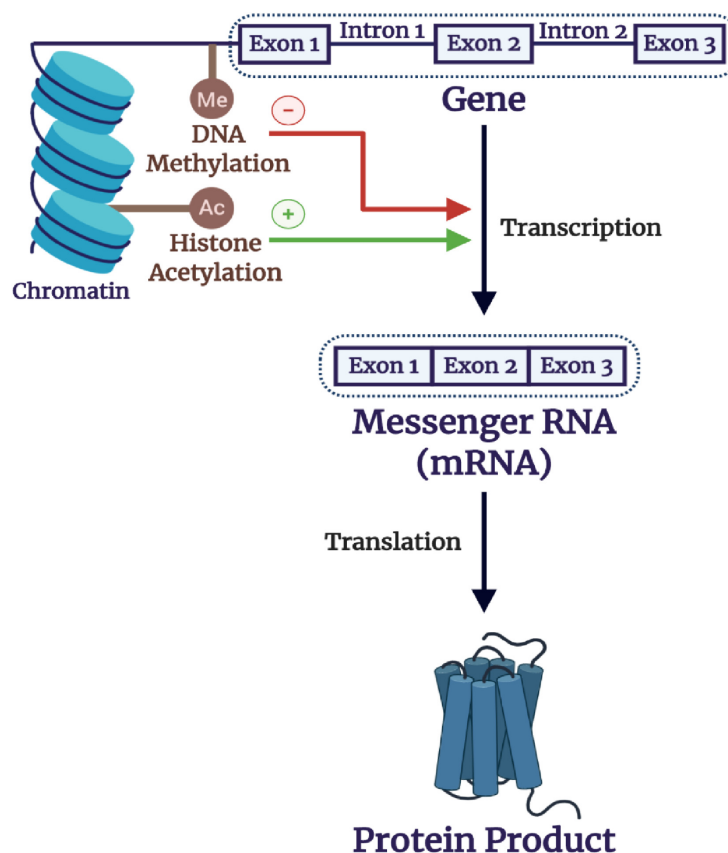 Exon 1
Intron 1
Exon 2
Intron 2
Exon 3
Gene
Me
−
DNA
Methylation
Ac
+
Histone
Acetylation
Chromatin
Transcription
Exon 1
Exon 2
Exon 3
Messenger RNA
(mRNA)
Translation
Protein Product